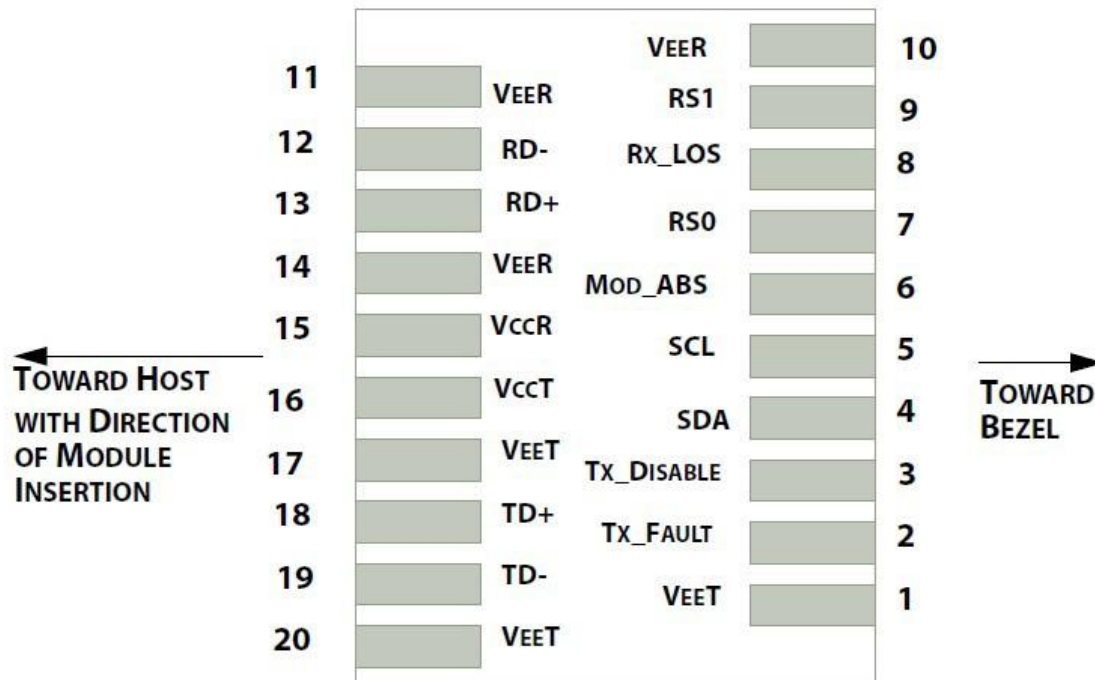 VEER 10
11 VEER
RS1 9
12 RD-
RX_LOS 8
13 RD+
RS0 7
14 VEER
MOD_ABS 6
15 VCCR
SCL 5
16 VCCT
SDA 4
17 VEET
TX_DISABLE 3
18 TD+
TX_FAULT 2
19 TD-
VEET 1
20 VEET
TOWARD HOST
WITH DIRECTION
OF MODULE
INSERTION
TOWARD
BEZEL